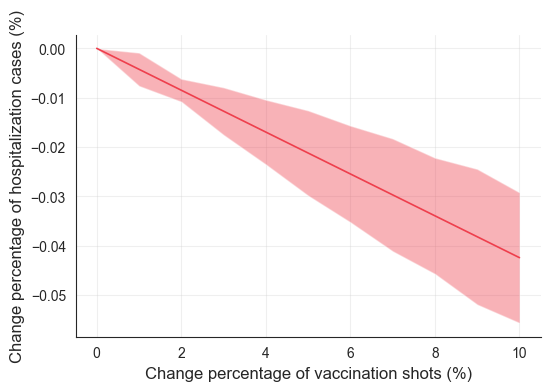 Change percentage of hospitalization cases (%)
0.00
−0.01
−0.02
−0.03
−0.04
−0.05
0 2 4 6 8 10
Change percentage of vaccination shots (%)